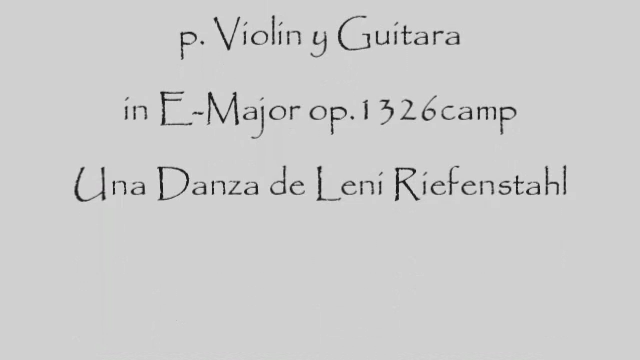 p. Violin y Guitara
in E-Major op.1326camp
Una Danza de Leni Riefenstahl